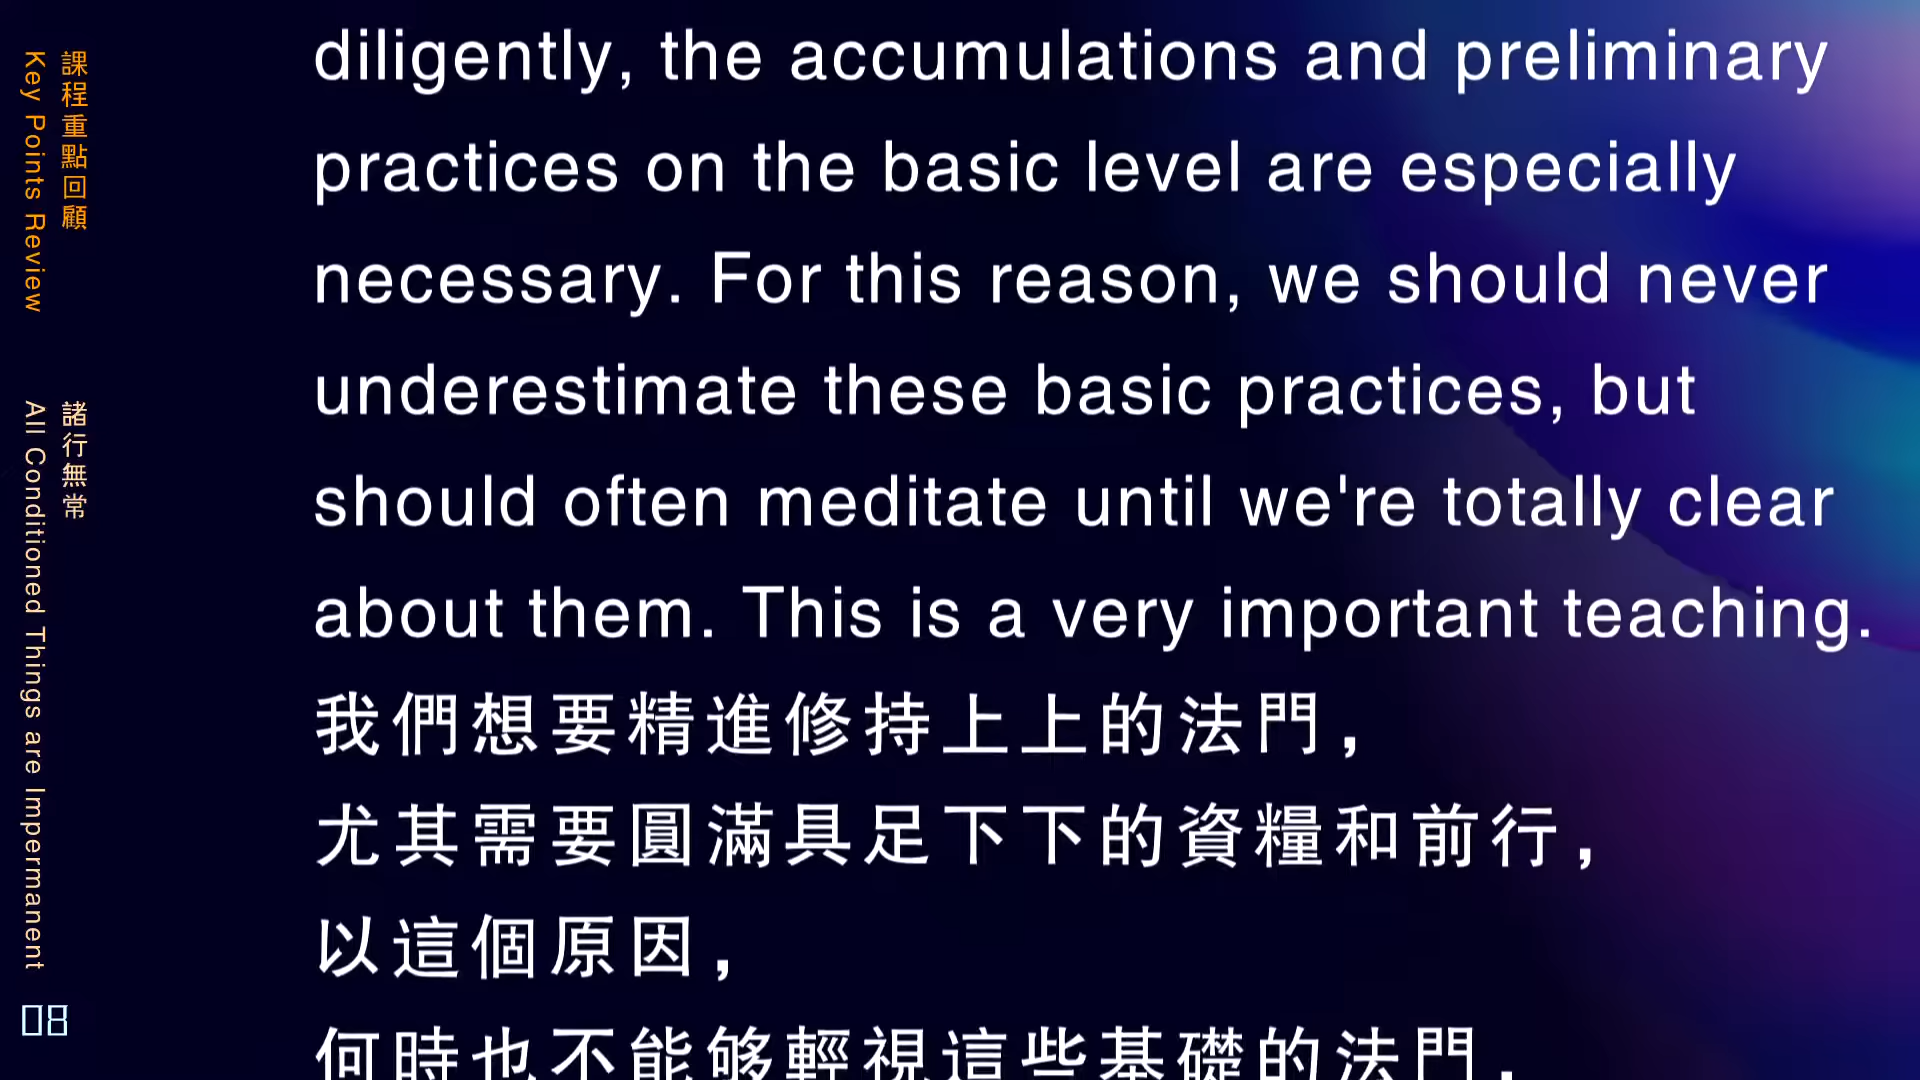 課程重點回顧
Key Points Review
諸行無常
All Conditioned Things are Impermanent
08
diligently, the accumulations and preliminary
practices on the basic level are especially
necessary. For this reason, we should never
underestimate these basic practices, but
should often meditate until we're totally clear
about them. This is a very important teaching.
我們想要精進修持上上的法門，
尤其需要圓滿具足下下的資糧和前行，
以這個原因，
何時也不能够輕視這些基礎的法門，